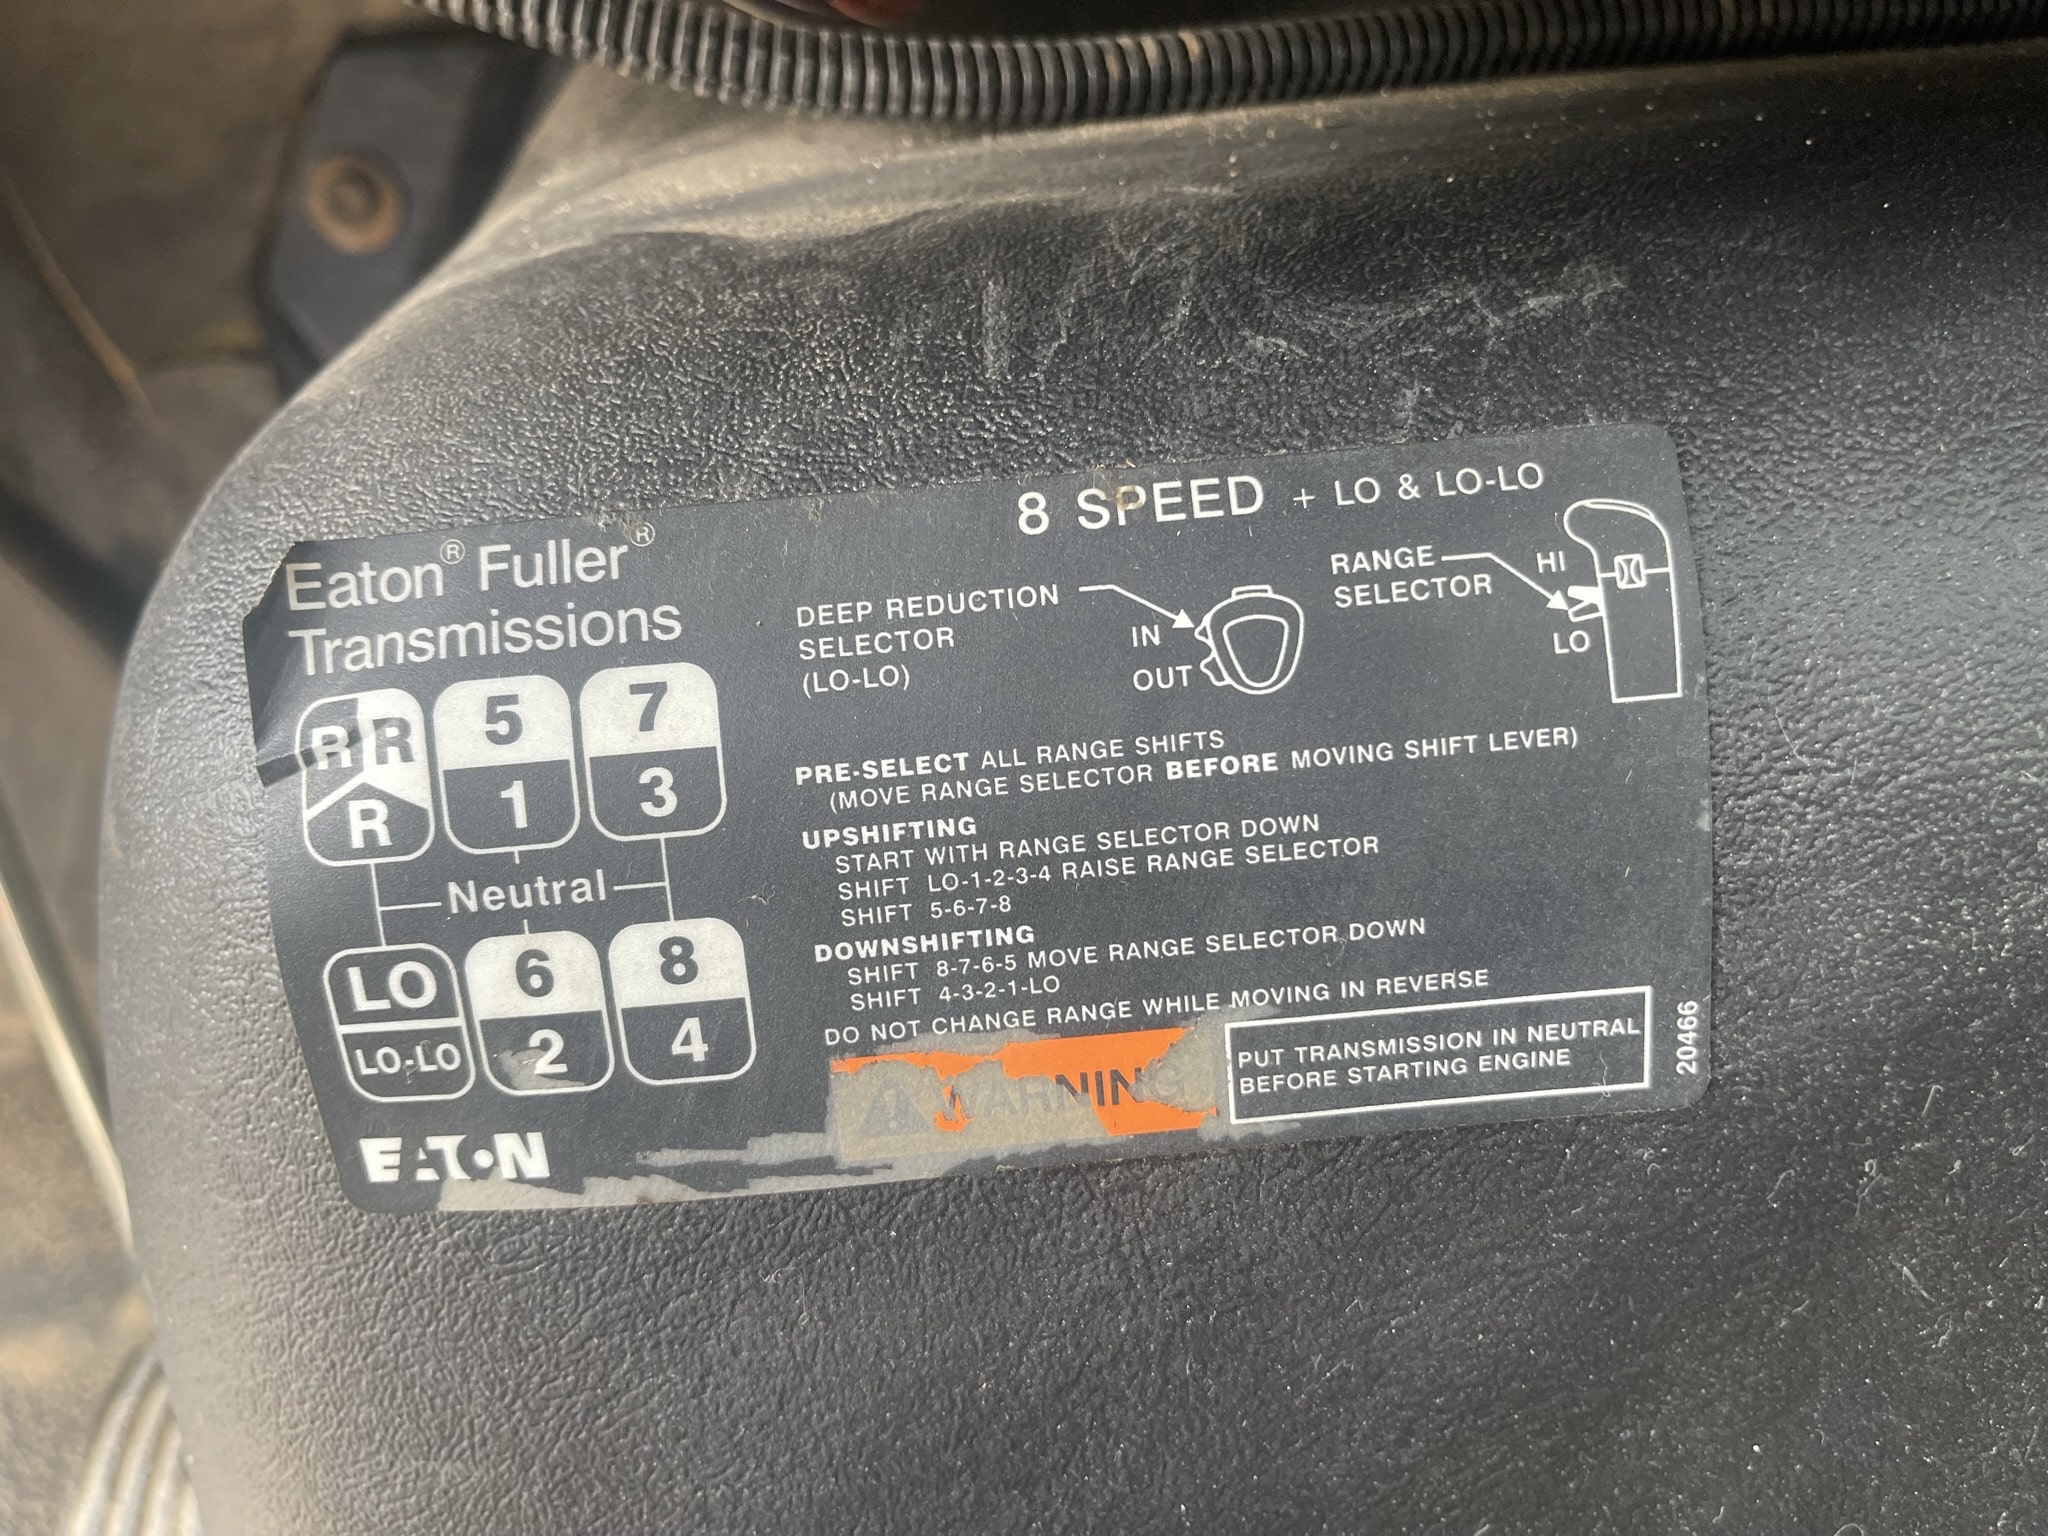 8 SPEED + LO & LO-LO
Eaton® Fuller®
Transmissions
R R
R
5
1
7
3
Neutral
LO
LO-LO
6
2
8
4
EATON
DEEP REDUCTION
SELECTOR
(LO-LO)
IN
OUT
RANGE
SELECTOR
HI
LO
PRE-SELECT ALL RANGE SHIFTS
(MOVE RANGE SELECTOR BEFORE MOVING SHIFT LEVER)
UPSHIFTING
START WITH RANGE SELECTOR DOWN
SHIFT LO-1-2-3-4 RAISE RANGE SELECTOR
SHIFT 5-6-7-8
DOWNSHIFTING
SHIFT 8-7-6-5 MOVE RANGE SELECTOR DOWN
SHIFT 4-3-2-1-LO
DO NOT CHANGE RANGE WHILE MOVING IN REVERSE
WARNING
PUT TRANSMISSION IN NEUTRAL
BEFORE STARTING ENGINE
20466